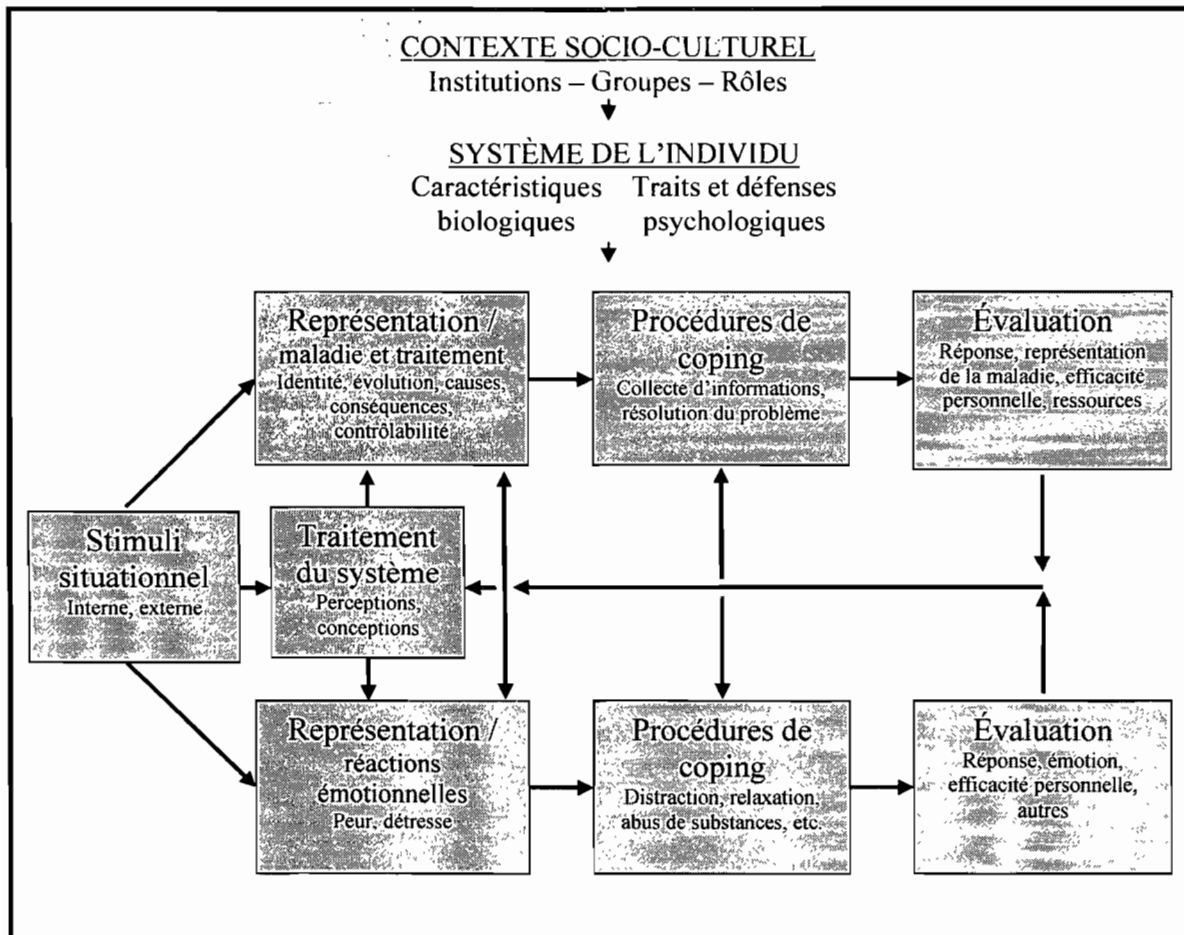 CONTEXTE SOCIO-CULTUREL
Institutions – Groupes – Rôles
SYSTÈME DE L'INDIVIDU
Caractéristiques
biologiques
Traits et défenses
psychologiques
Représentation /
maladie et traitement
Identité, évolution, causes,
conséquences,
contrôlabilité
Procédures de
coping
Collecte d'informations,
résolution du problème
Évaluation
Réponse, représentation
de la maladie, efficacité
personnelle, ressources
Stimuli
situationnel
Interne, externe
Traitement
du système
Perceptions,
conceptions
Représentation /
réactions
émotionnelles
Peur, détresse
Procédures de
coping
Distraction, relaxation,
abus de substances, etc.
Évaluation
Réponse, émotion,
efficacité personnelle,
autres